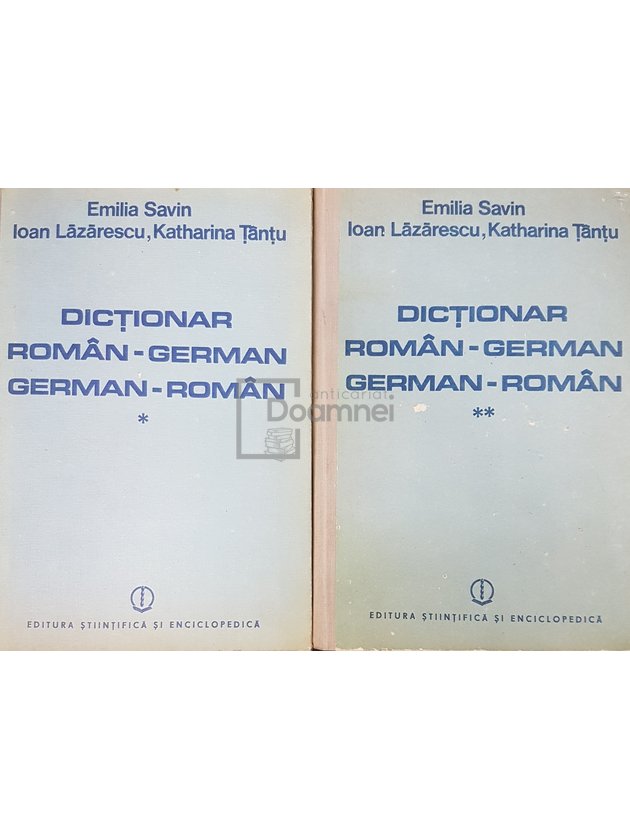 Emilia Savin
Ioan Lăzărescu, Katharina Țânțu
DICȚIONAR
ROMÂN-GERMAN
GERMAN-ROMÂN
*
EDITURA ȘTIINȚIFICĂ ȘI ENCICLOPEDICĂ
Emilia Savin
Ioan Lăzărescu, Katharina Țânțu
DICȚIONAR
ROMÂN-GERMAN
GERMAN-ROMÂN
**
EDITURA ȘTIINȚIFICĂ ȘI ENCICLOPEDICĂ
anticariat
Doamnei